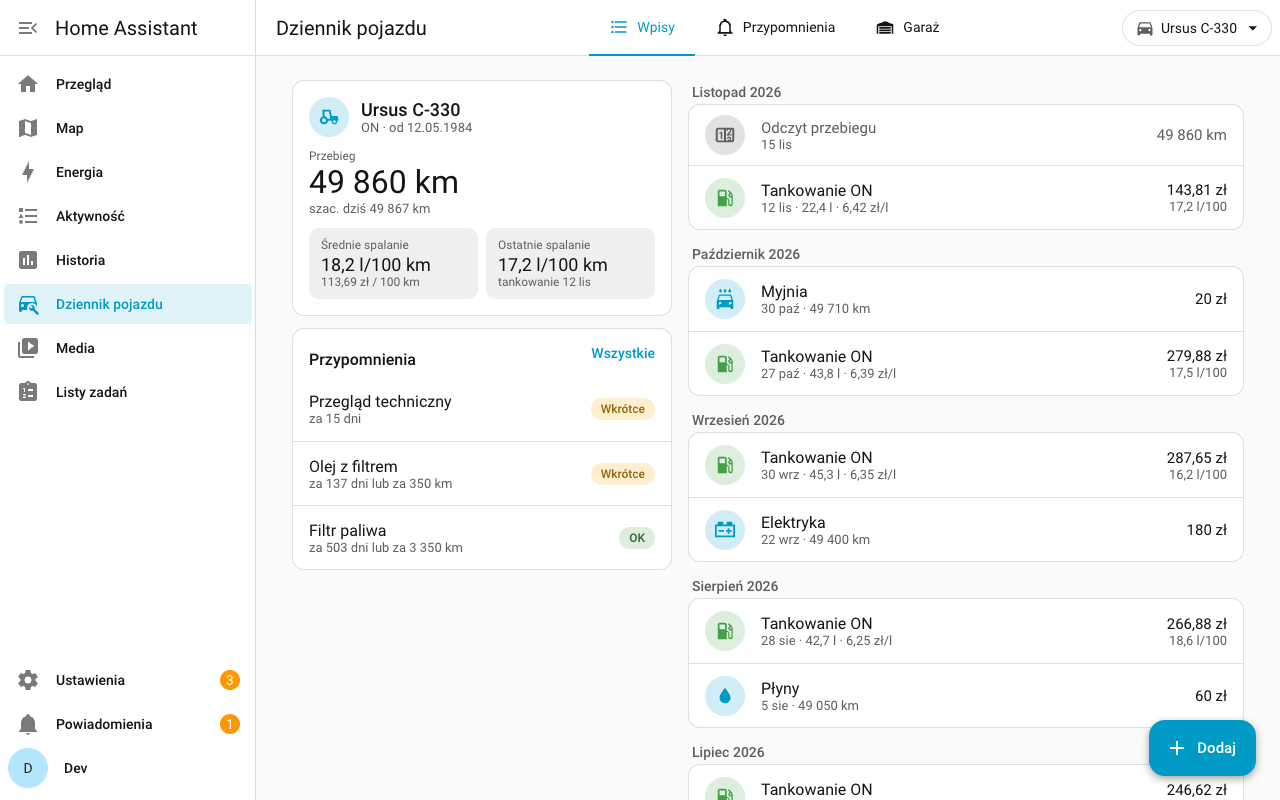 Home Assistant
Przegląd
Map
Energia
Aktywność
Historia
Dziennik pojazdu
Media
Listy zadań
Ustawienia
3
Powiadomienia
1
D
Dev
Dziennik pojazdu
Wpisy
Przypomnienia
Garaż
Ursus C-330
Ursus C-330
ON · od 12.05.1984
Przebieg
49 860 km
szac. dziś 49 867 km
Średnie spalanie
18,2 l/100 km
113,69 zł / 100 km
Ostatnie spalanie
17,2 l/100 km
tankowanie 12 lis
Przypomnienia
Wszystkie
Przegląd techniczny
za 15 dni
Wkrótce
Olej z filtrem
za 137 dni lub za 350 km
Wkrótce
Filtr paliwa
za 503 dni lub za 3 350 km
OK
Listopad 2026
Odczyt przebiegu
15 lis
49 860 km
Tankowanie ON
12 lis · 22,4 l · 6,42 zł/l
143,81 zł
17,2 l/100
Październik 2026
Myjnia
30 paź · 49 710 km
20 zł
Tankowanie ON
27 paź · 43,8 l · 6,39 zł/l
279,88 zł
17,5 l/100
Wrzesień 2026
Tankowanie ON
30 wrz · 45,3 l · 6,35 zł/l
287,65 zł
16,2 l/100
Elektryka
22 wrz · 49 400 km
180 zł
Sierpień 2026
Tankowanie ON
28 sie · 42,7 l · 6,25 zł/l
266,88 zł
18,6 l/100
Płyny
5 sie · 49 050 km
60 zł
Lipiec 2026
Tankowanie ON
246,62 zł
Dodaj